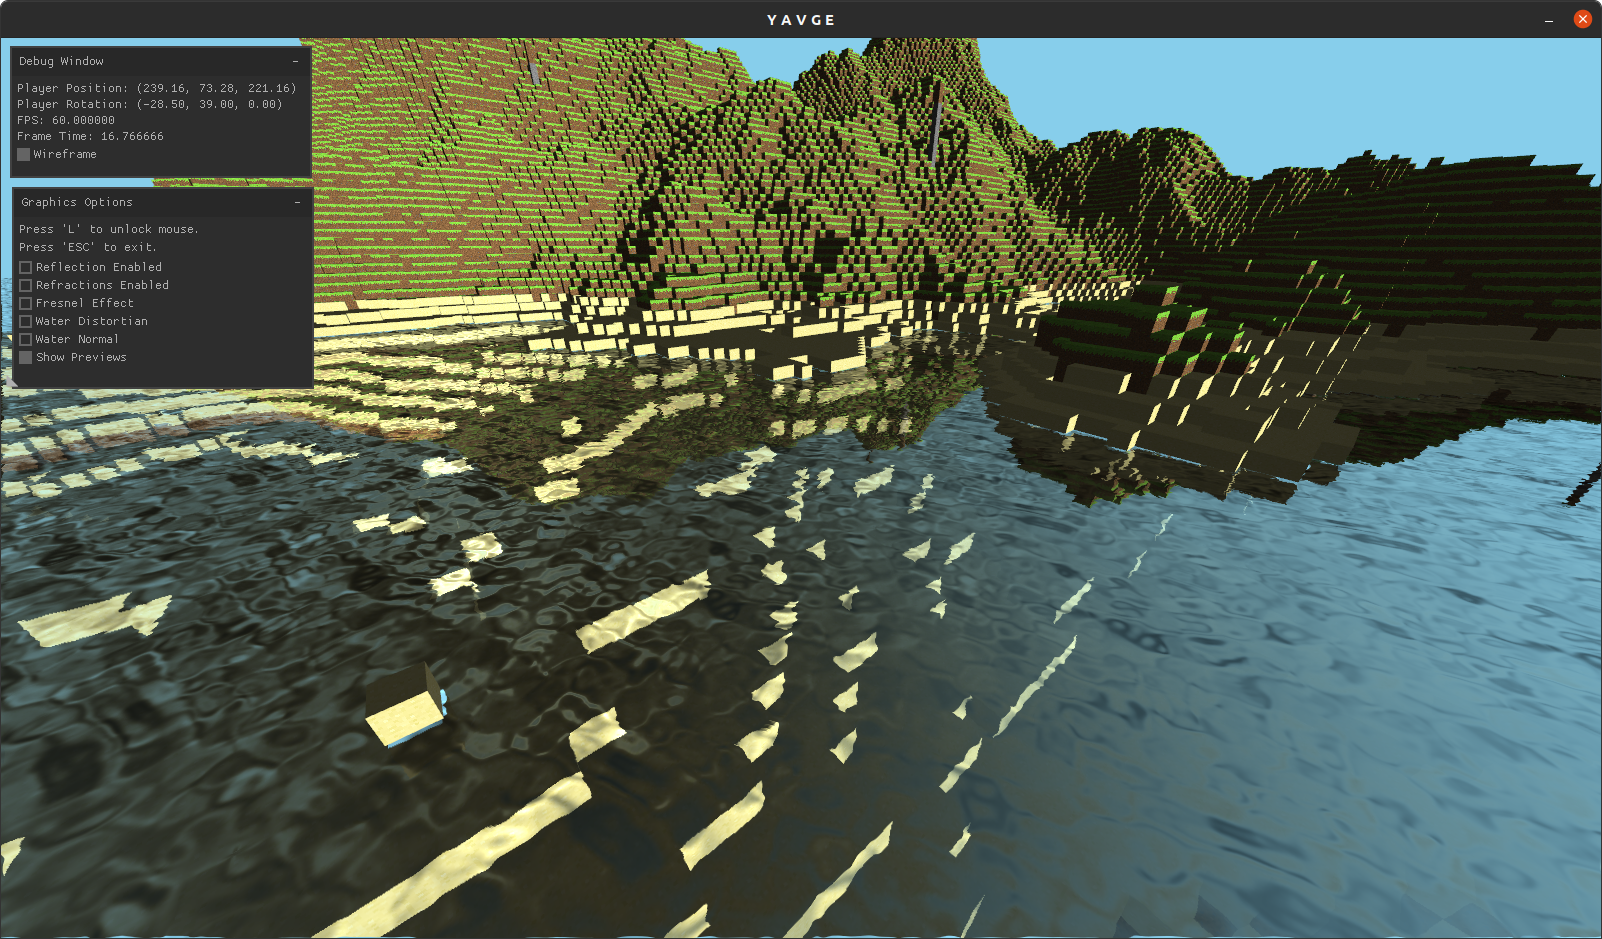 YAVGE
Debug Window
Player Position: (239.16, 73.28, 221.16)
Player Rotation: (-28.50, 39.00, 0.00)
FPS: 60.000000
Frame Time: 16.766666
Wireframe
Graphics Options
Press 'L' to unlock mouse.
Press 'ESC' to exit.
Reflection Enabled
Refractions Enabled
Fresnel Effect
Water Distortian
Water Normal
Show Previews